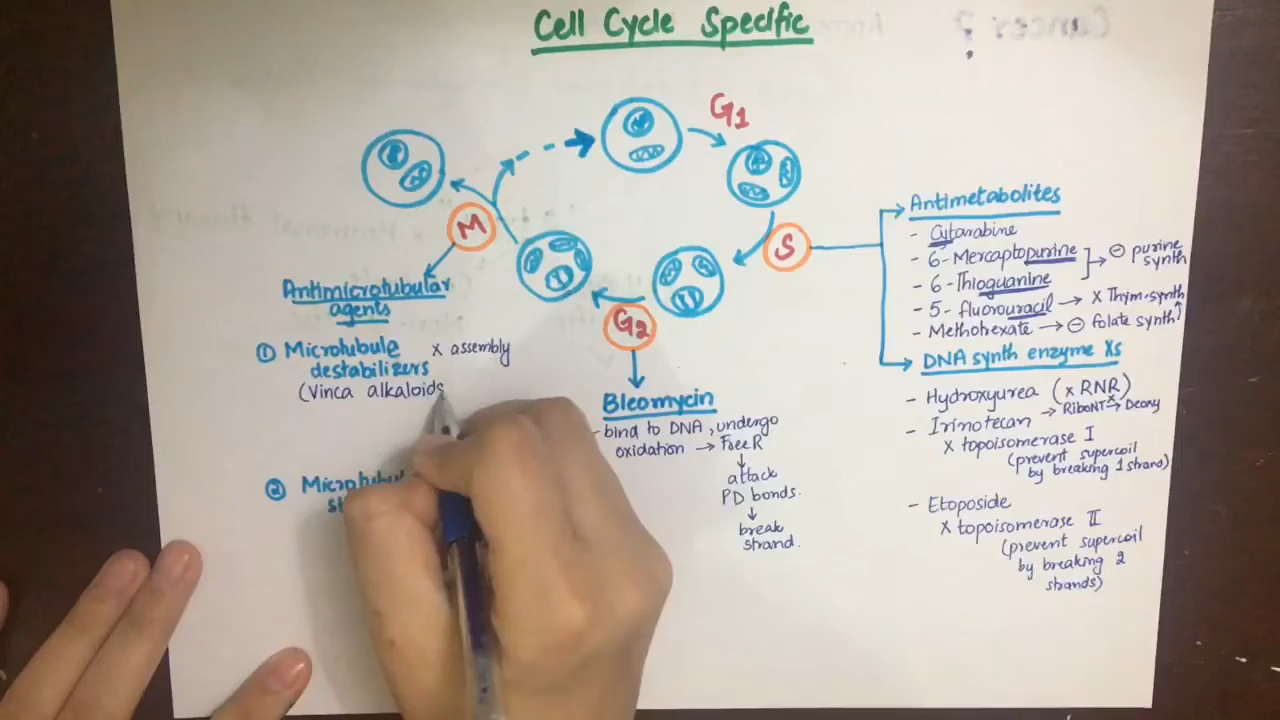 Cell Cycle Specific
Cancer ?
G1
M
S
G2
Antimicrotubular
agents
① Microtubule x assembly
destabilizers
(Vinca alkaloids
②
Bleomycin
- bind to DNA, undergo
oxidation → Free R
↓
attack
PD bonds.
↓
break
strand.
Antimetabolites
- Cytarabine
- 6-Mercaptopurine
- 6-Thioguanine
→ ⊖ purine
synth
- 5-fluorouracil → x Thym.synth
- Methotrexate → ⊖ folate synth
DNA synth enzyme Xs
- Hydroxyurea (x RNR)
→ RiboNT → Deoxy
- Irinotecan
x topoisomerase I
(prevent supercoil
by breaking 1 strand)
- Etoposide
x topoisomerase II
(prevent supercoil
by breaking 2
strands)